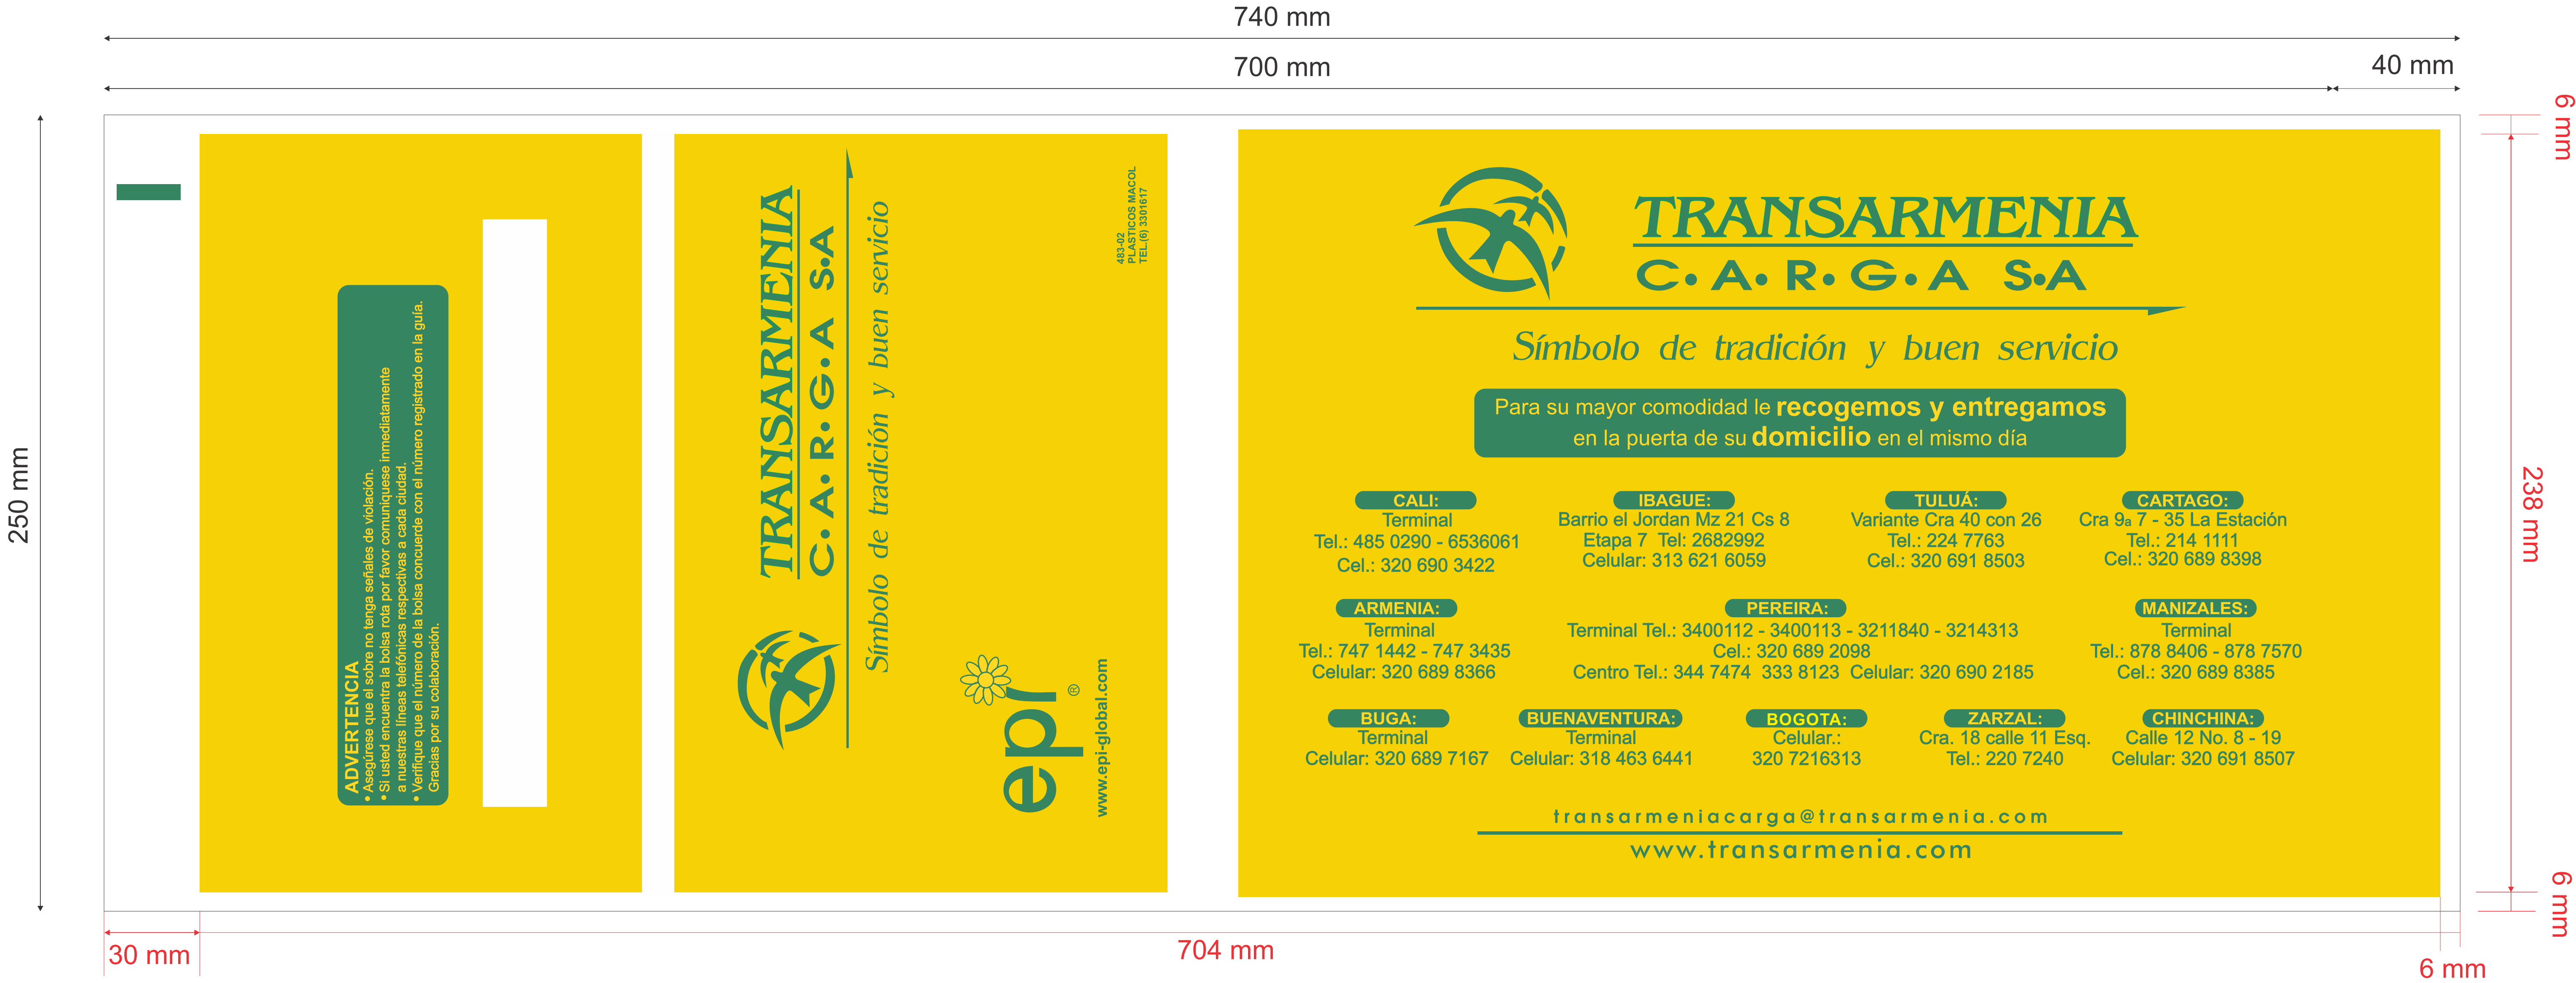 740 mm
700 mm
40 mm
6 mm
250 mm
238 mm
6 mm
30 mm
704 mm
6 mm
ADVERTENCIA
• Asegúrese que el sobre no tenga señales de violación.
• Si usted encuentra la bolsa rota por favor comuniquese inmediatamente
a nuestras líneas telefónicas respectivas a cada ciudad.
• Verifique que el número de la bolsa concuerde con el número registrado en la guía.
Gracias por su colaboración.
TRANSARMENIA
C.A.R.G.A S.A
Símbolo de tradición y buen servicio
483-02
PLASTICOS MACOL
TEL.(6) 3301617
epi ®
www.epi-global.com
TRANSARMENIA
C.A.R.G.A S.A
Símbolo de tradición y buen servicio
Para su mayor comodidad le recogemos y entregamos
en la puerta de su domicilio en el mismo día
CALI:
Terminal
Tel.: 485 0290 - 6536061
Cel.: 320 690 3422
IBAGUE:
Barrio el Jordan Mz 21 Cs 8
Etapa 7 Tel: 2682992
Celular: 313 621 6059
TULUÁ:
Variante Cra 40 con 26
Tel.: 224 7763
Cel.: 320 691 8503
CARTAGO:
Cra 9a 7 - 35 La Estación
Tel.: 214 1111
Cel.: 320 689 8398
ARMENIA:
Terminal
Tel.: 747 1442 - 747 3435
Celular: 320 689 8366
PEREIRA:
Terminal Tel.: 3400112 - 3400113 - 3211840 - 3214313
Cel.: 320 689 2098
Centro Tel.: 344 7474 333 8123 Celular: 320 690 2185
MANIZALES:
Terminal
Tel.: 878 8406 - 878 7570
Cel.: 320 689 8385
BUGA:
Terminal
Celular: 320 689 7167
BUENAVENTURA:
Terminal
Celular: 318 463 6441
BOGOTA:
Celular.:
320 7216313
ZARZAL:
Cra. 18 calle 11 Esq.
Tel.: 220 7240
CHINCHINA:
Calle 12 No. 8 - 19
Celular: 320 691 8507
transarmeniacarga@transarmenia.com
www.transarmenia.com